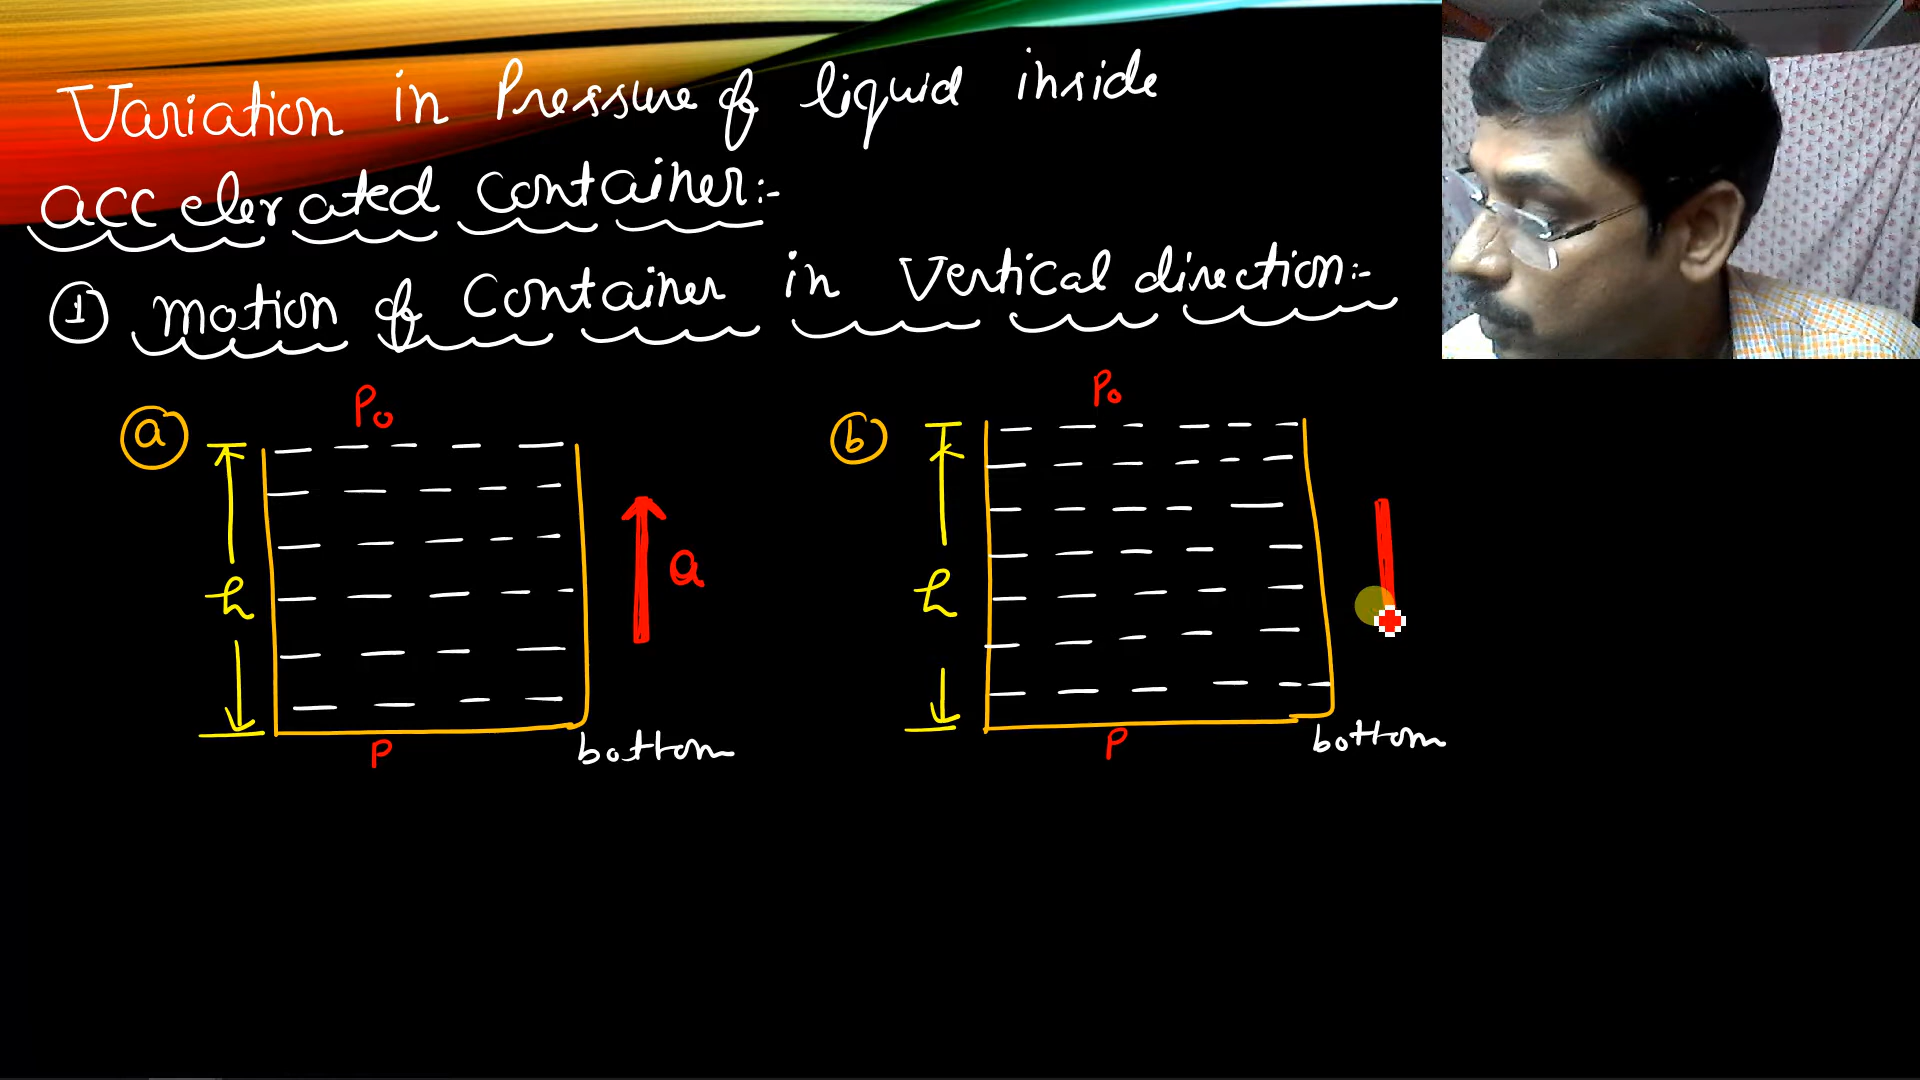 Variation in Pressure of liquid inside
accelerated container:-
① motion of Container in Vertical direction:-
ⓐ
P₀
h
a
P
bottom
ⓑ
P₀
h
P
bottom